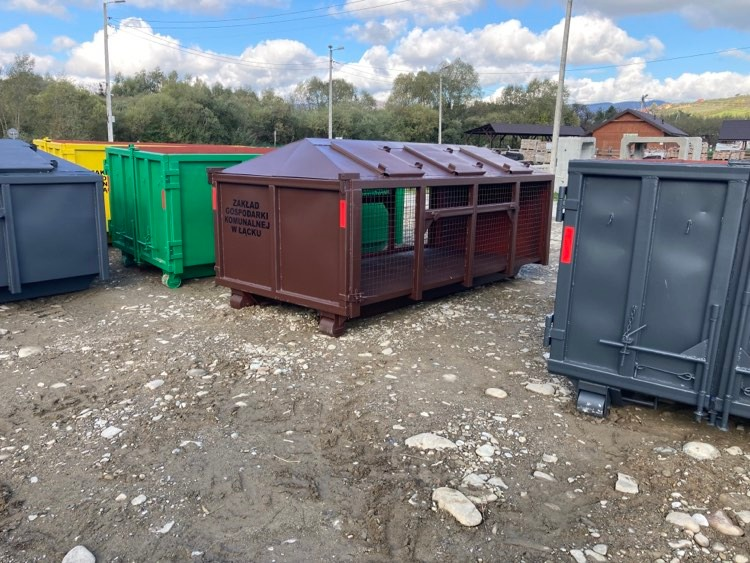 ZAKŁAD
GOSPODARKI
KOMUNALNEJ
W ŁĄCKU